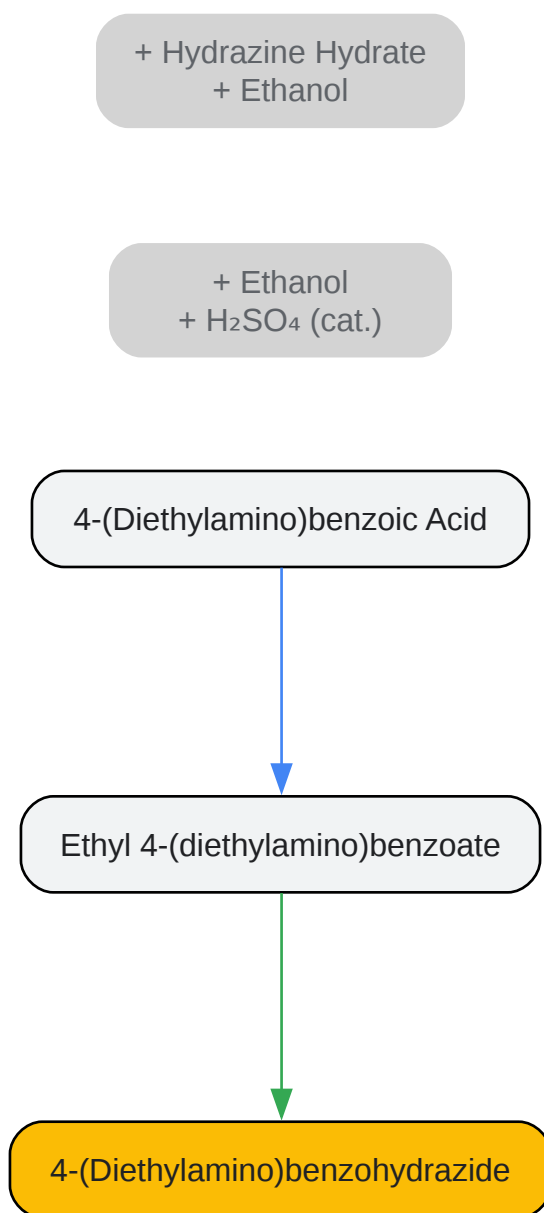 + Hydrazine Hydrate
+ Ethanol
+ Ethanol
+ H₂SO₄ (cat.)
4-(Diethylamino)benzoic Acid
Ethyl 4-(diethylamino)benzoate
4-(Diethylamino)benzohydrazide